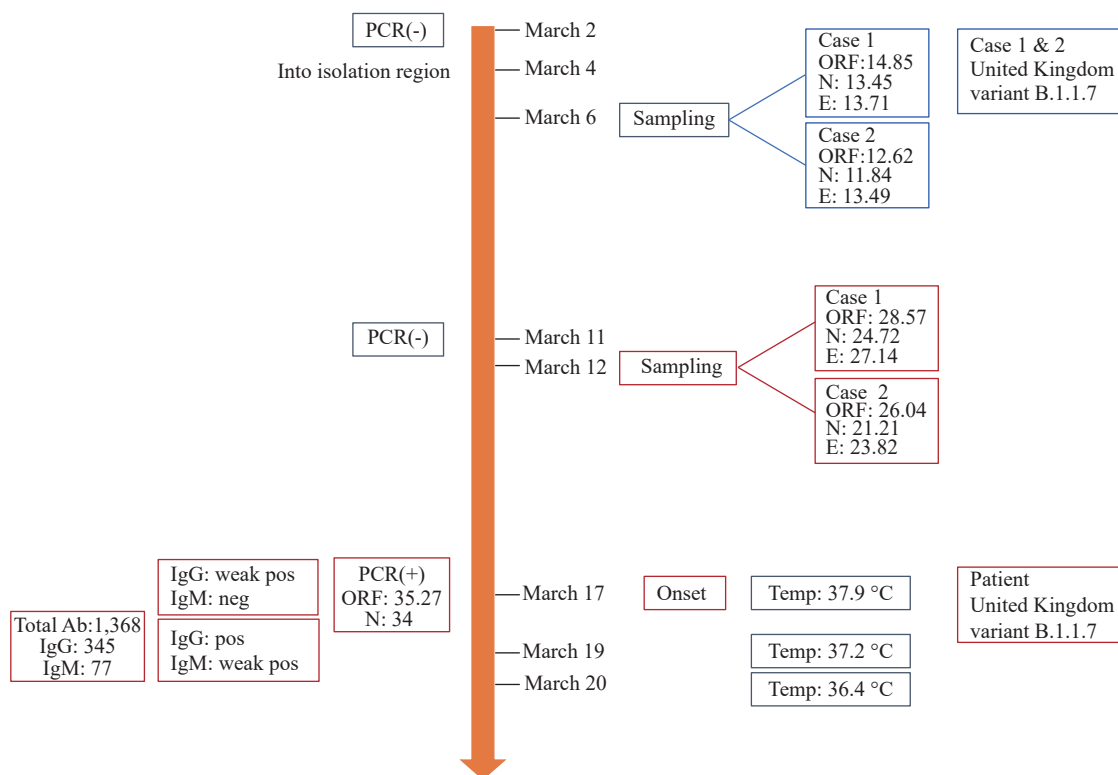 PCR(-)
March 2
Into isolation region
March 4
March 6
Sampling
Case 1
ORF:14.85
N: 13.45
E: 13.71
Case 2
ORF:12.62
N: 11.84
E: 13.49
Case 1 & 2
United Kingdom
variant B.1.1.7
PCR(-)
March 11
March 12
Sampling
Case 1
ORF: 28.57
N: 24.72
E: 27.14
Case 2
ORF: 26.04
N: 21.21
E: 23.82
Total Ab:1,368
IgG: 345
IgM: 77
IgG: weak pos
IgM: neg
IgG: pos
IgM: weak pos
PCR(+)
ORF: 35.27
N: 34
March 17
Onset
Temp: 37.9 °C
Patient
United Kingdom
variant B.1.1.7
March 19
Temp: 37.2 °C
March 20
Temp: 36.4 °C